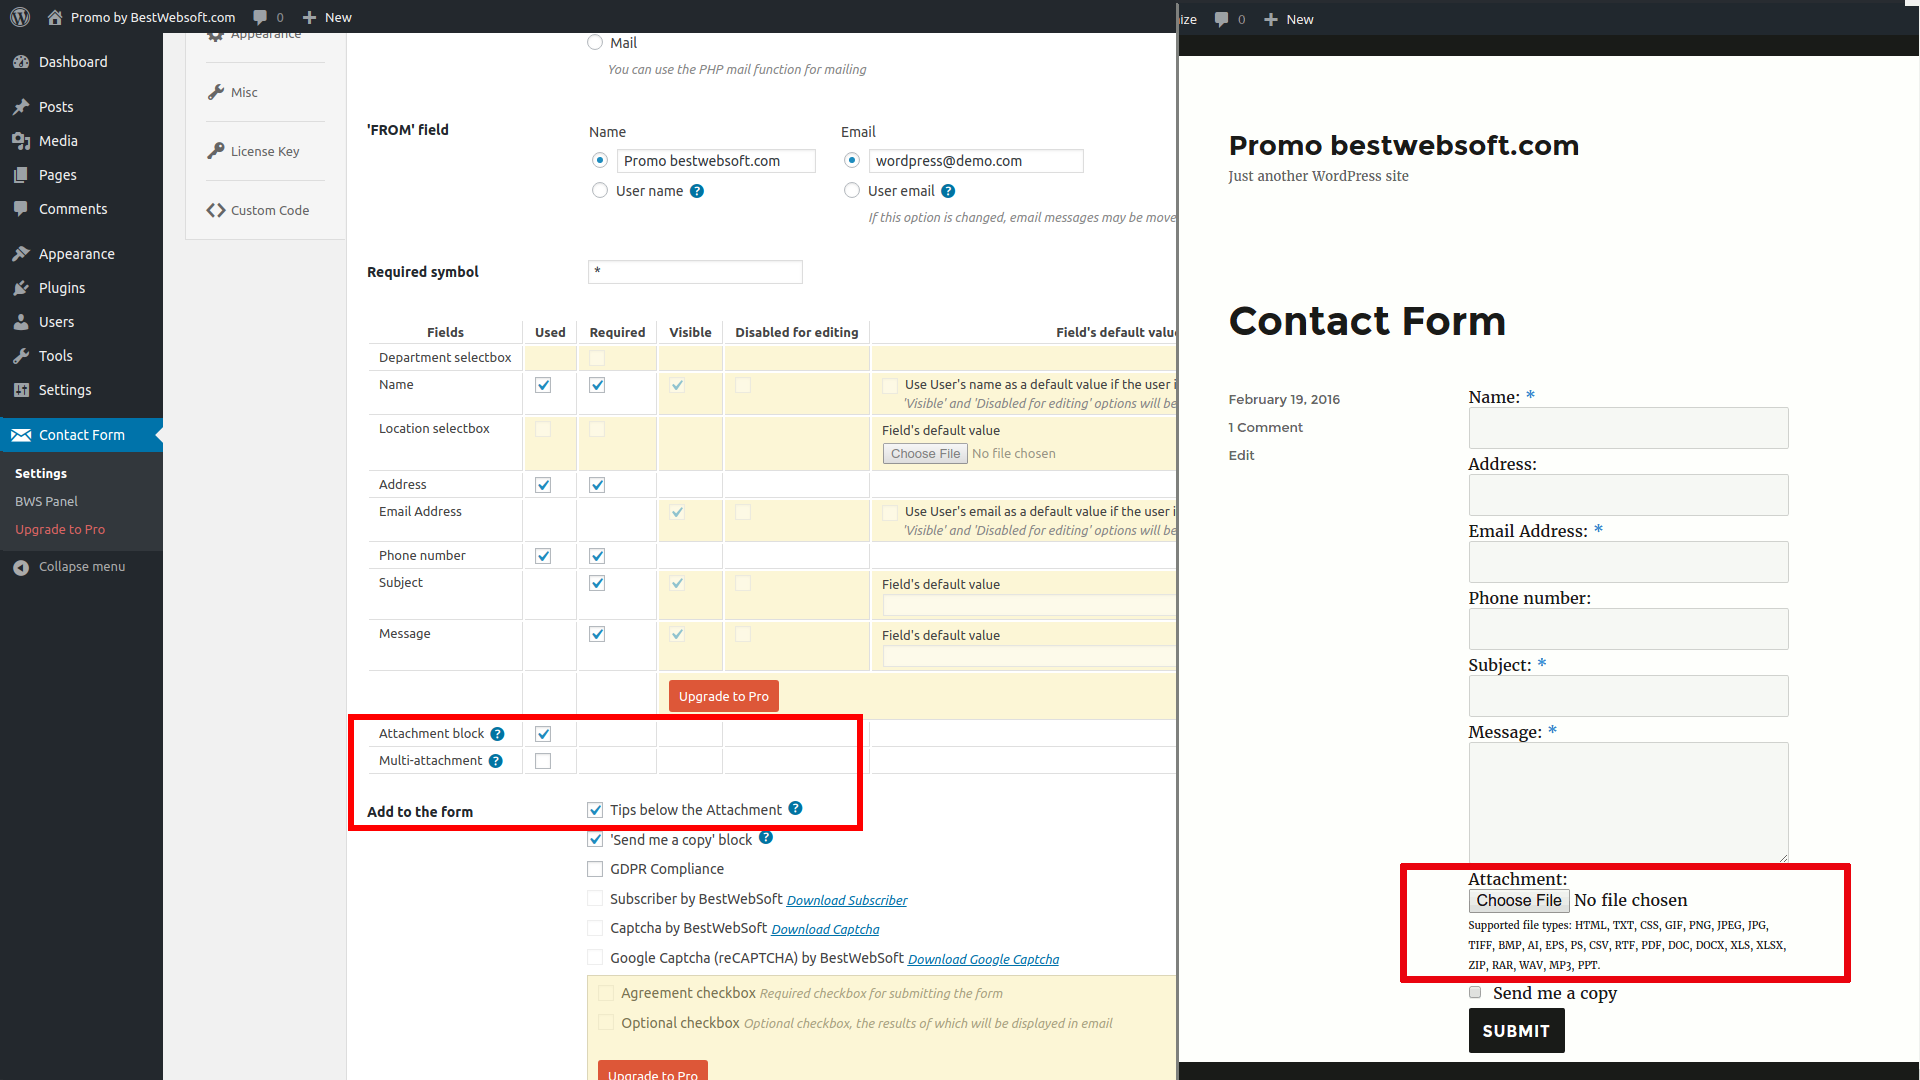 Promo by BestWebsoft.com 0 New
Dashboard
Posts
Media
Pages
Comments
Appearance
Plugins
Users
Tools
Settings
Contact Form
Settings
BWS Panel
Upgrade to Pro
Collapse menu
Appearance
Misc
License Key
Custom Code
Mail
You can use the PHP mail function for mailing
'FROM' field
Name Email
Promo bestwebsoft.com wordpress@demo.com
User name ? User email ?
If this option is changed, email messages may be move
Required symbol *
Fields Used Required Visible Disabled for editing Field's default valu
Department selectbox
Name Use User's name as a default value if the user i
'Visible' and 'Disabled for editing' options will be
Location selectbox Field's default value
Choose File No file chosen
Address
Email Address Use User's email as a default value if the user i
'Visible' and 'Disabled for editing' options will be
Phone number
Subject Field's default value
Message Field's default value
Upgrade to Pro
Attachment block ?
Multi-attachment ?
Add to the form Tips below the Attachment ?
'Send me a copy' block ?
GDPR Compliance
Subscriber by BestWebSoft Download Subscriber
Captcha by BestWebSoft Download Captcha
Google Captcha (reCAPTCHA) by BestWebSoft Download Google Captcha
Agreement checkbox Required checkbox for submitting the form
Optional checkbox Optional checkbox, the results of which will be displayed in email
Upgrade to Pro
ize 0 New
Promo bestwebsoft.com
Just another WordPress site
Contact Form
February 19, 2016
1 Comment
Edit
Name: *
Address:
Email Address: *
Phone number:
Subject: *
Message: *
Attachment:
Choose File No file chosen
Supported file types: HTML, TXT, CSS, GIF, PNG, JPEG, JPG,
TIFF, BMP, AI, EPS, PS, CSV, RTF, PDF, DOC, DOCX, XLS, XLSX,
ZIP, RAR, WAV, MP3, PPT.
Send me a copy
SUBMIT